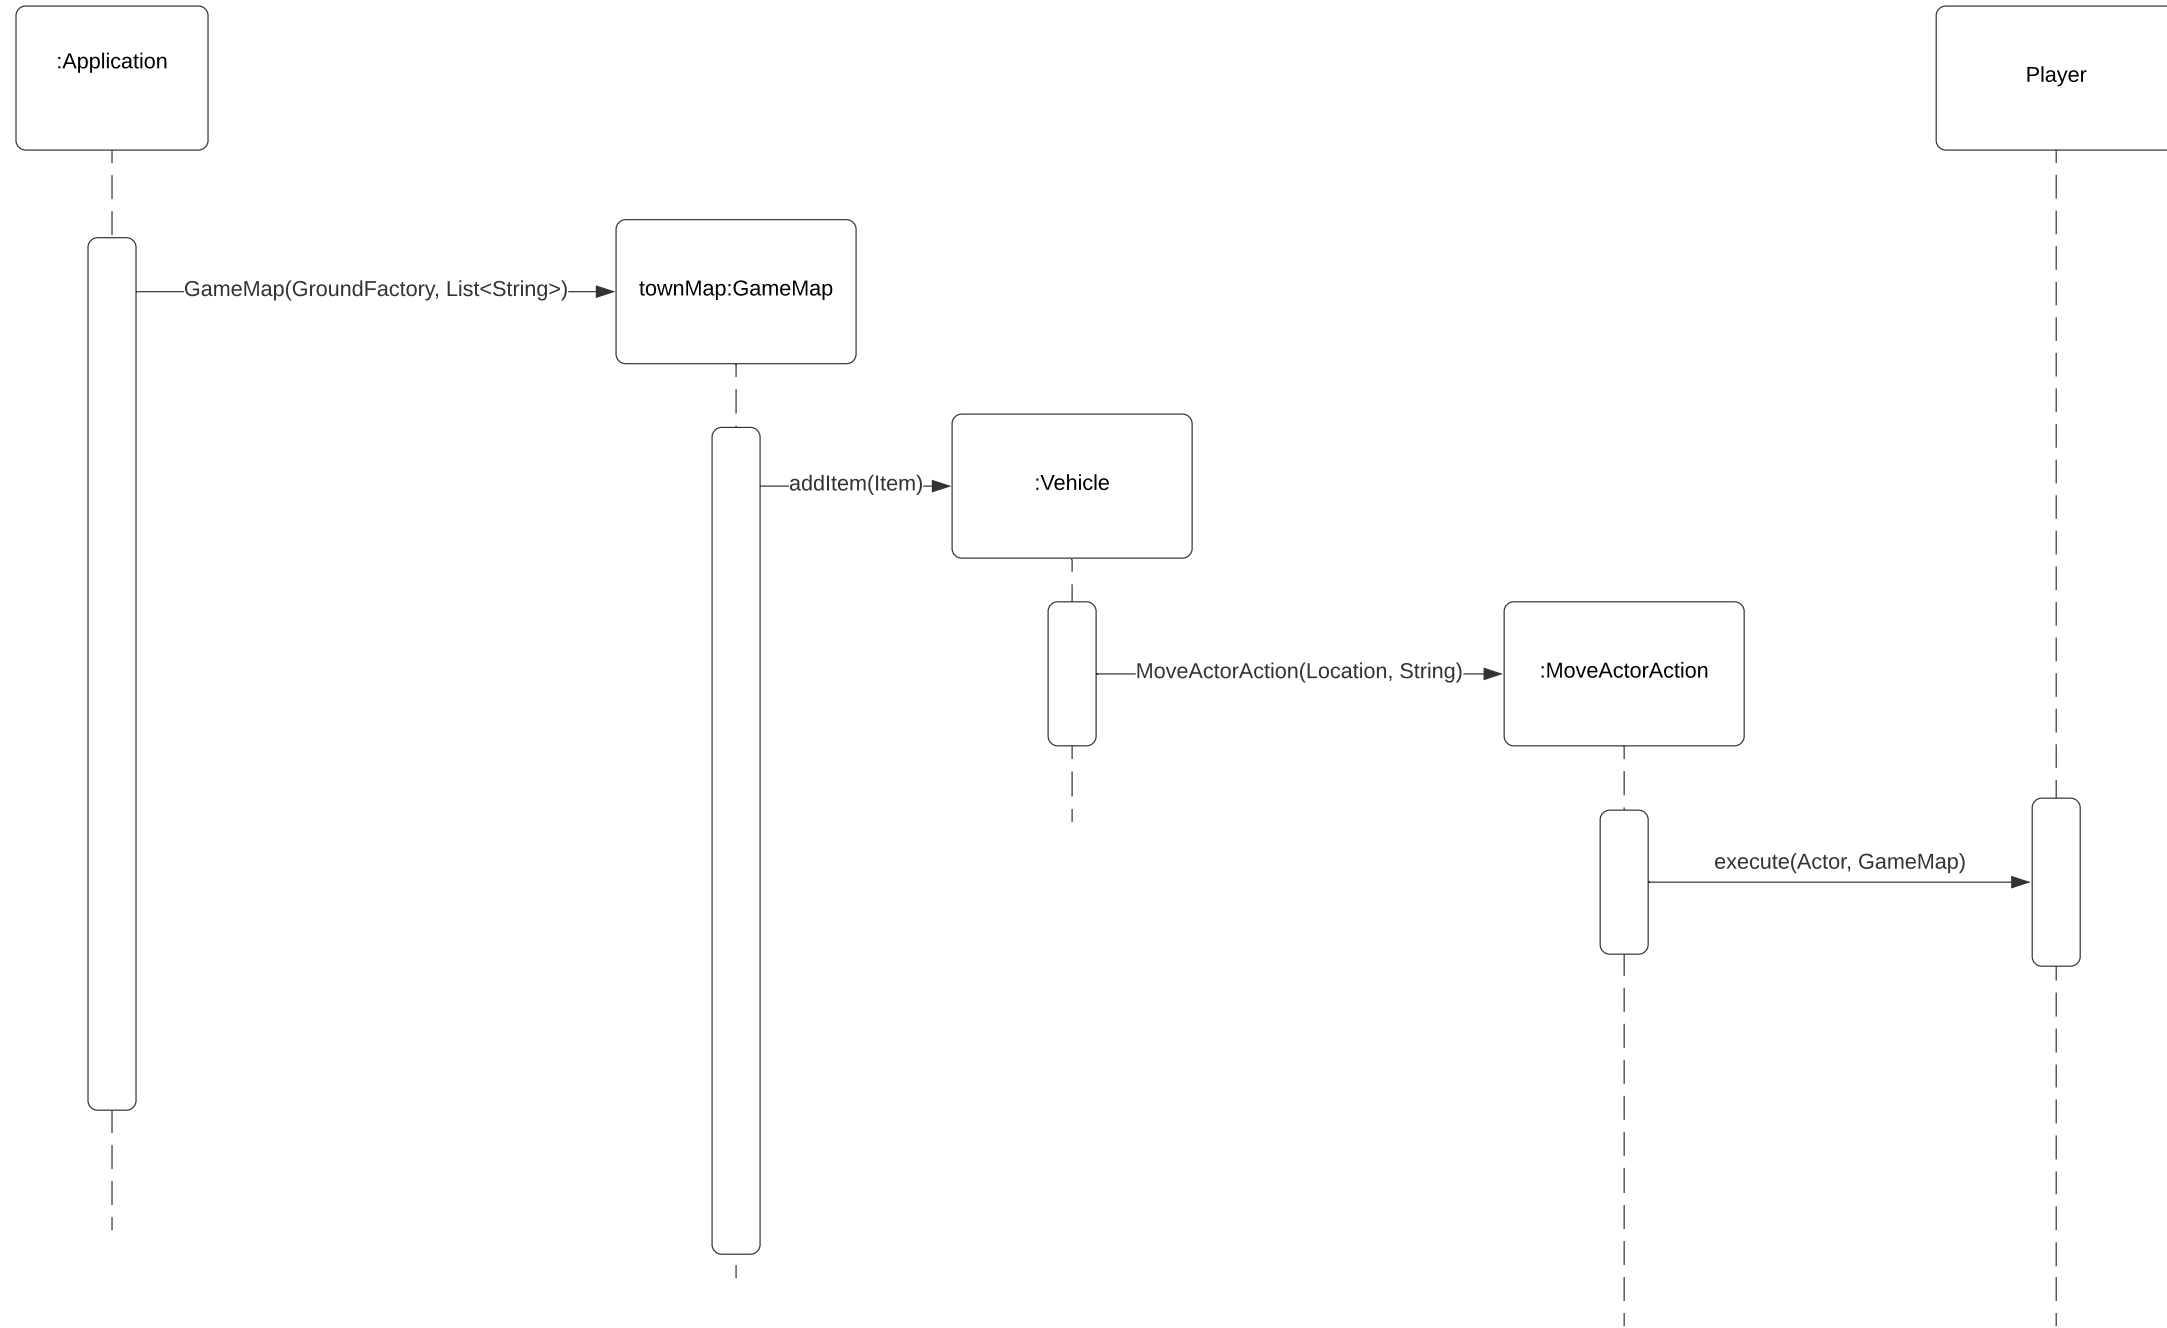 :Application
Player
GameMap(GroundFactory, List<String>)
townMap:GameMap
addItem(Item)
:Vehicle
MoveActorAction(Location, String)
:MoveActorAction
execute(Actor, GameMap)